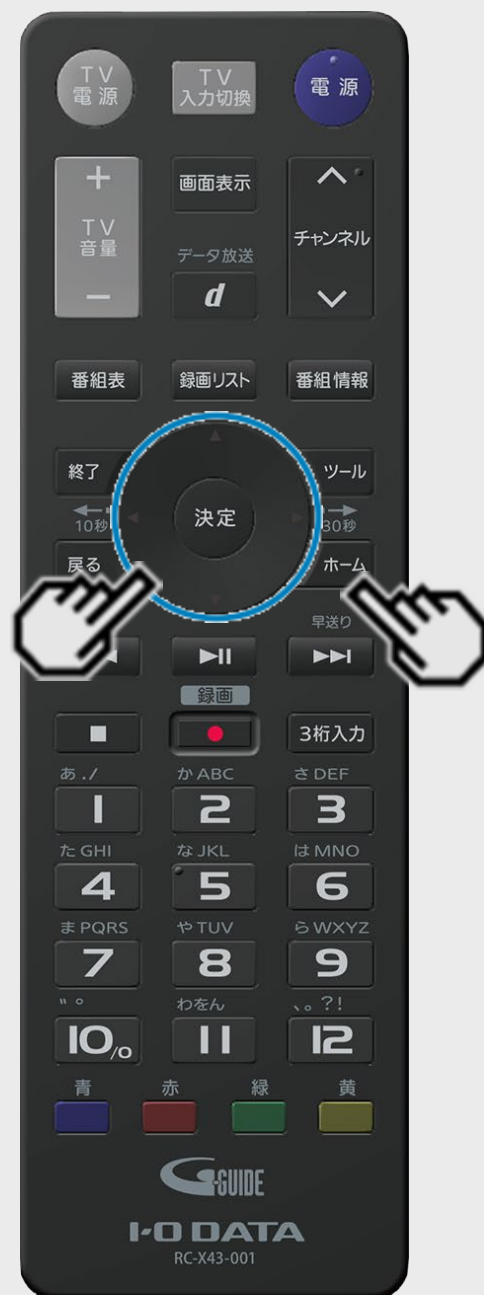 TV
電源
TV
入力切換
電源
+
TV
音量
−
画面表示
データ放送
d
チャンネル
番組表
録画リスト
番組情報
終了
ツール
10秒
決定
30秒
戻る
ホーム
早送り
録画
3桁入力
あ./
かABC
さDEF
1
2
3
たGHI
なJKL
はMNO
4
5
6
まPQRS
やTUV
らWXYZ
7
8
9
゛゜
わをん
、。?!
10/0
11
12
青
赤
緑
黄
G-GUIDE
I-O DATA
RC-X43-001